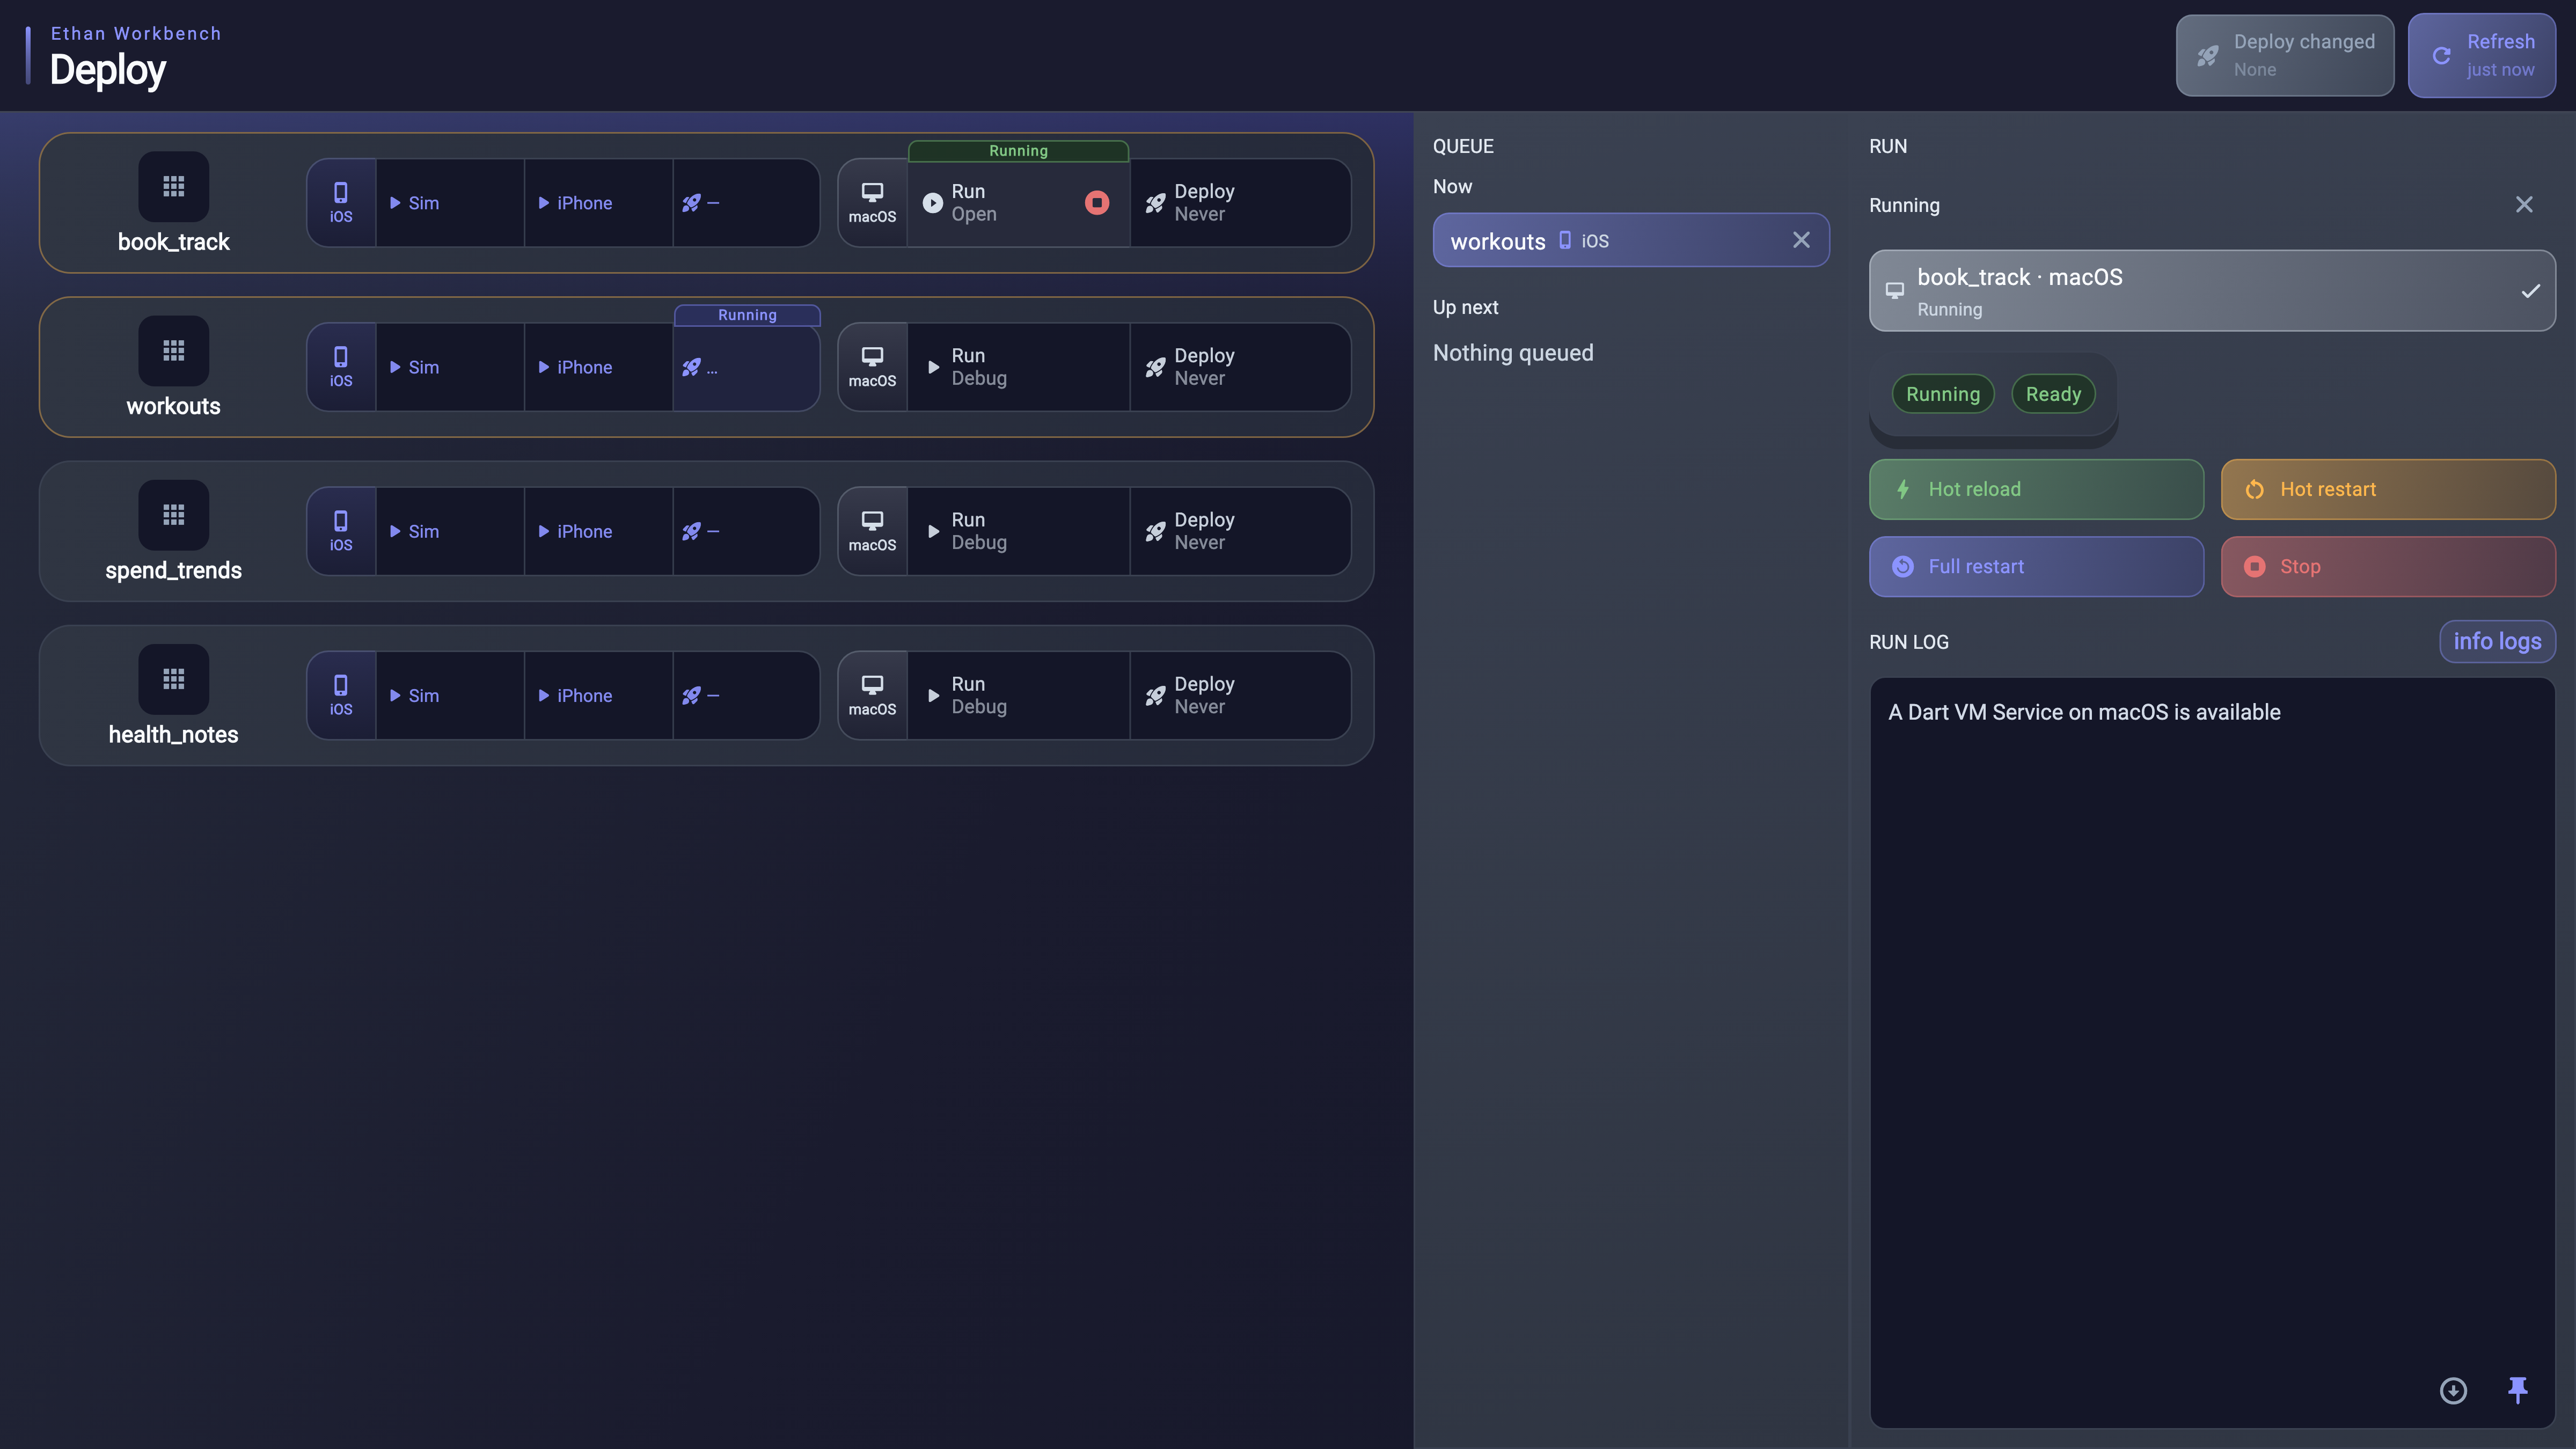 Ethan Workbench
Deploy
Deploy changed
None
Refresh
just now
book_track
iOS
Sim
iPhone
–
macOS
Running
Run
Open
Deploy
Never
workouts
iOS
Sim
iPhone
Running
...
macOS
Run
Debug
Deploy
Never
spend_trends
iOS
Sim
iPhone
–
macOS
Run
Debug
Deploy
Never
health_notes
iOS
Sim
iPhone
–
macOS
Run
Debug
Deploy
Never
QUEUE
Now
workouts iOS
Up next
Nothing queued
RUN
Running
book_track · macOS
Running
Running Ready
Hot reload
Hot restart
Full restart
Stop
RUN LOG
info logs
A Dart VM Service on macOS is available